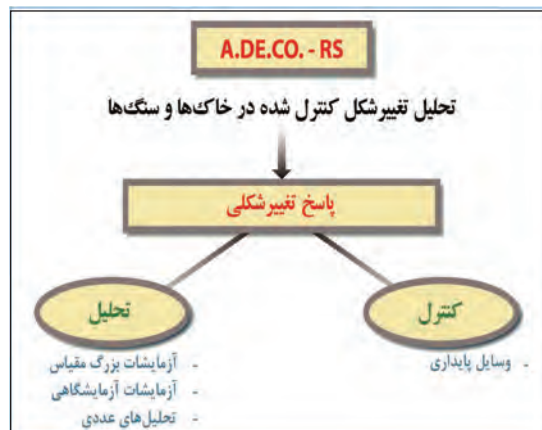 A.DE.CO. - RS
تحلیل تغییرشکل کنترل شده در خاک‌ها و سنگ‌ها
پاسخ تغییرشکلی
کنترل
- وسایل پایداری
تحلیل
- آزمایشات بزرگ مقیاس
- آزمایشات آزمایشگاهی
- تحلیل‌های عددی